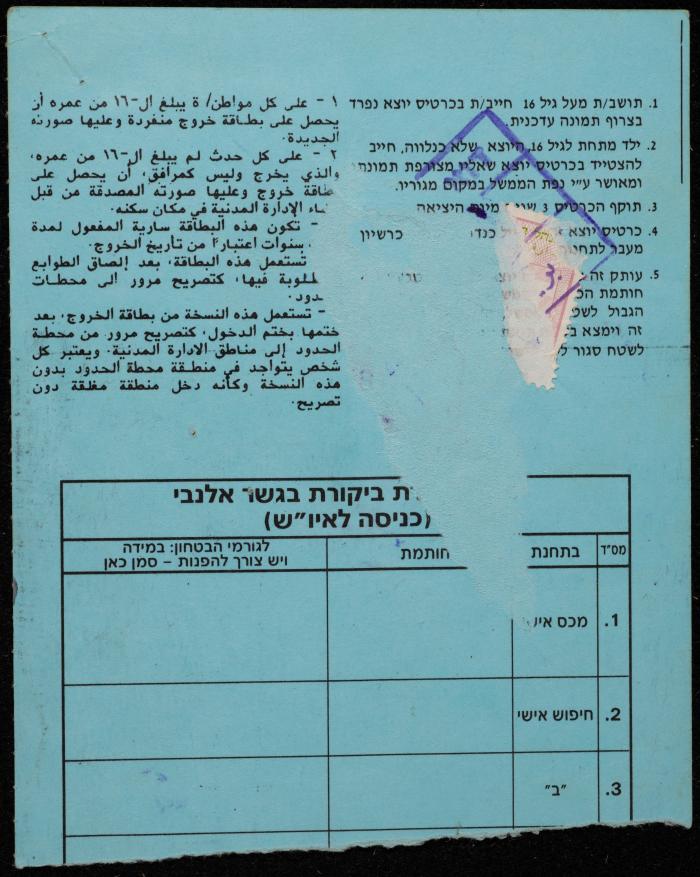 1. תושב/ת מעל גיל 16 חייב/ת בכרטיס יוצא נפרד
בצרוף תמונה עדכנית.
2. ילד מתחת לגיל 16, היוצא שלא כנלווה, חייב
להצטייד בכרטיס יוצא שאליו מצורפת תמונתו
ומאושר ע״י נפת הממשל במקום מגוריו.
3. תוקף הכרטיס 3 שנים מיום היציאה
4. כרטיס יוצא כרשיון
מעבר לתחנות
5. עותק זה
חותמת
הגבול
זה וימצא
לשטח סגור
١ - على كل مواطن/ة يبلغ ال-١٦ من عمره أن
يحصل على بطاقة خروج منفردة وعليها صورته
الجديدة.
٢ - على كل حدث لم يبلغ ال-١٦ من عمره،
والذي يخرج وليس كمرافق، أن يحصل على
بطاقة خروج وعليها صورته المصدقة من قبل
الإدارة المدنية في مكان سكنه.
- تكون هذه البطاقة سارية المفعول لمدة
سنوات اعتباراً من تأريخ الخروج.
تستعمل هذه البطاقة، بعد إلصاق الطوابع
المطلوبة فيها، كتصريح مرور الى محطات
الحدود.
- تستعمل هذه النسخة من بطاقة الخروج، بعد
ختمها بختم الدخول، كتصريح مرور من محطة
الحدود إلى مناطق الادارة المدنية. ويعتبر كل
شخص يتواجد في منطقة محطة الحدود بدون
هذه النسخة وكأنه دخل منطقة مغلقة دون
تصريح.
ביקורת בגשר אלנבי
(כניסה לאיו״ש)
מס״ד בתחנת חותמת לגורמי הבטחון: במידה
ויש צורך להפנות – סמן כאן
1. מכס
2. חיפוש אישי
3. ״ב״